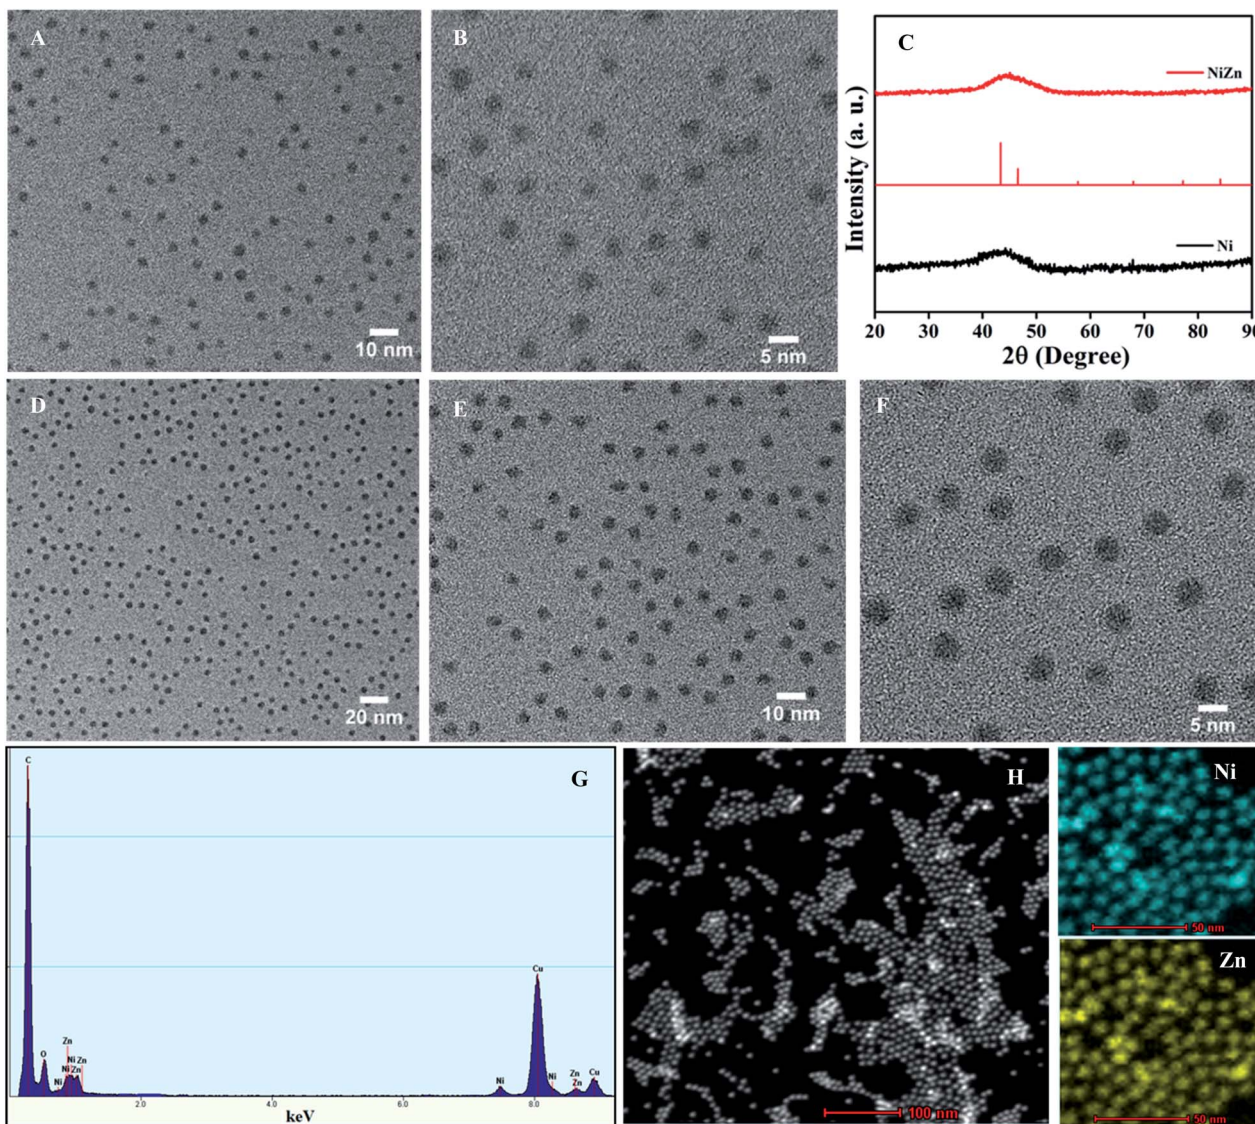 A
10 nm
B
5 nm
C
NiZn
Ni
Intensity (a. u.)
20 30 40 50 60 70 80 90
2θ (Degree)
D
20 nm
E
10 nm
F
5 nm
G
C
O
Ni
Zn
Ni
Ni
Zn
Zn
Cu
Ni
Ni
Zn
Zn
Cu
2.0 4.0 6.0 8.0
keV
H
100 nm
Ni
50 nm
Zn
50 nm